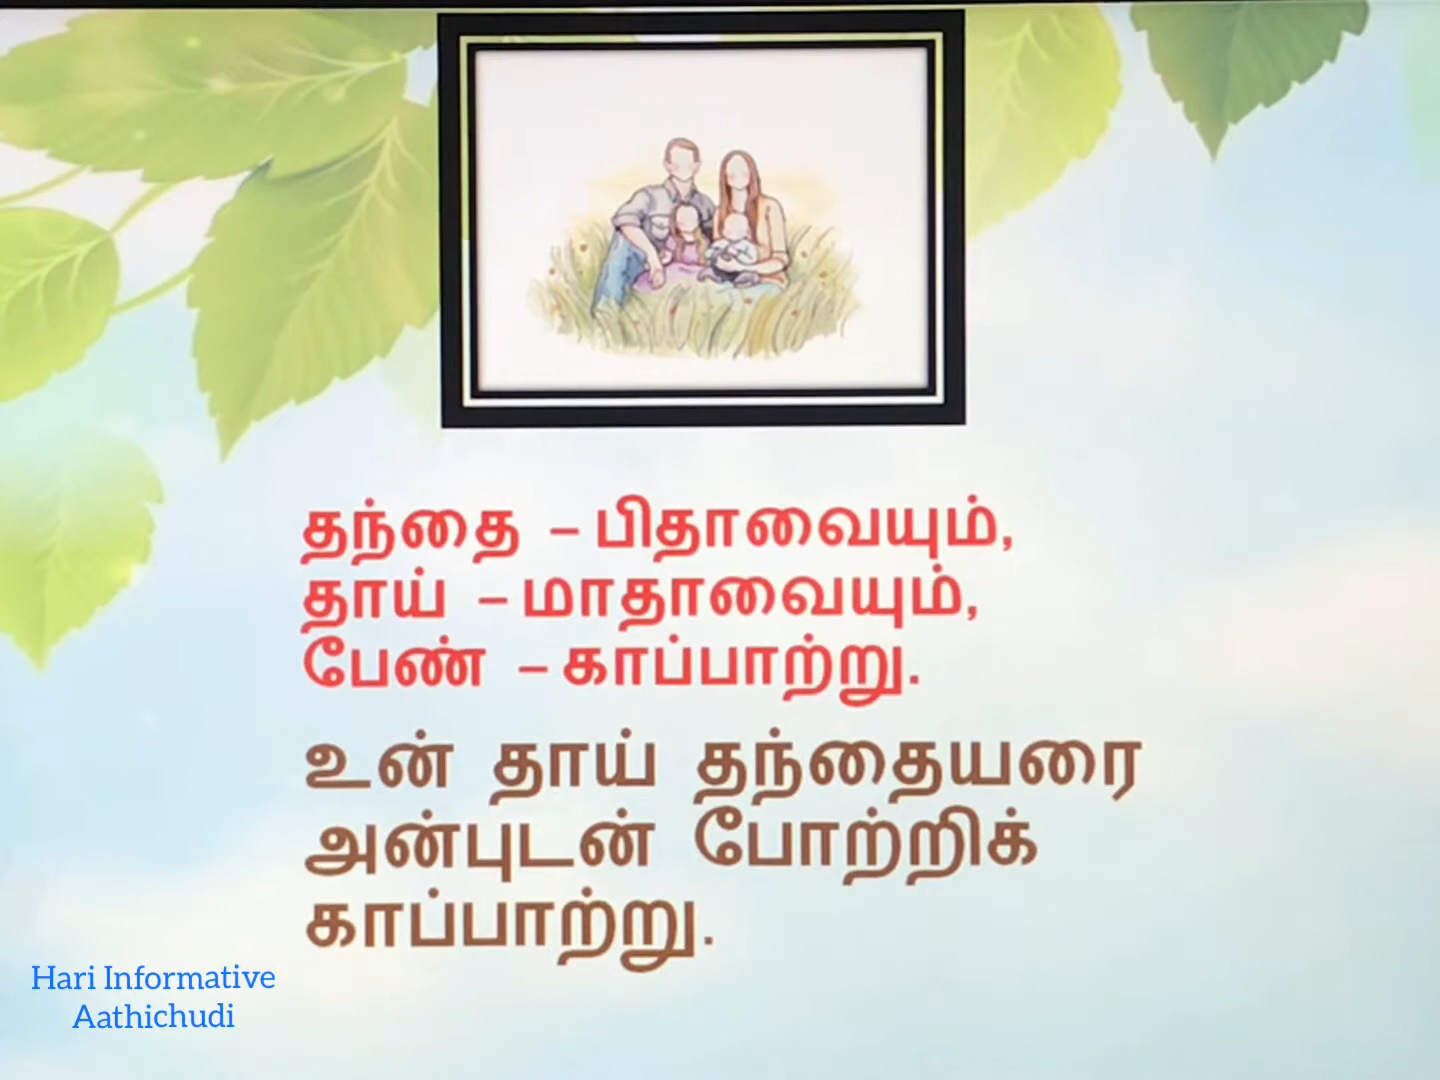 தந்தை – பிதாவையும்,
தாய் – மாதாவையும்,
பேண் – காப்பாற்று.
உன் தாய் தந்தையரை
அன்புடன் போற்றிக்
காப்பாற்று.
Hari Informative
Aathichudi